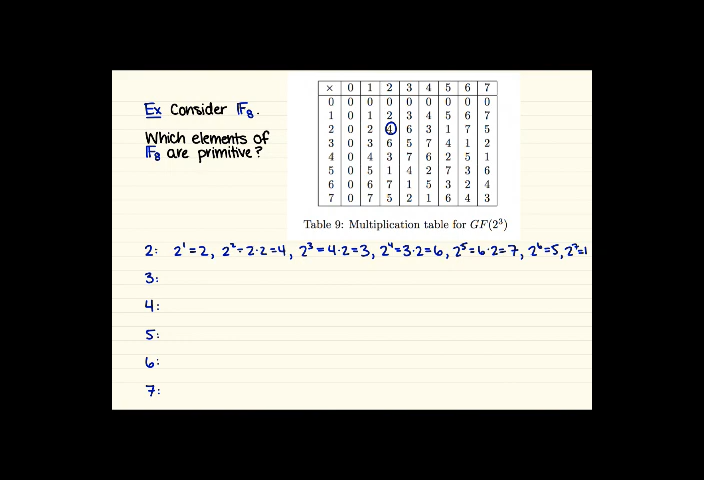 Ex Consider 𝔽₈.
Which elements of
𝔽₈ are primitive?
× 0 1 2 3 4 5 6 7
0 0 0 0 0 0 0 0 0
1 0 1 2 3 4 5 6 7
2 0 2 4 6 3 1 7 5
3 0 3 6 5 7 4 1 2
4 0 4 3 7 6 2 5 1
5 0 5 1 4 2 7 3 6
6 0 6 7 1 5 3 2 4
7 0 7 5 2 1 6 4 3
Table 9: Multiplication table for GF(2³)
2: 2¹=2, 2²=2·2=4, 2³=4·2=3, 2⁴=3·2=6, 2⁵=6·2=7, 2⁶=5, 2⁷=1
3:
4:
5:
6:
7: